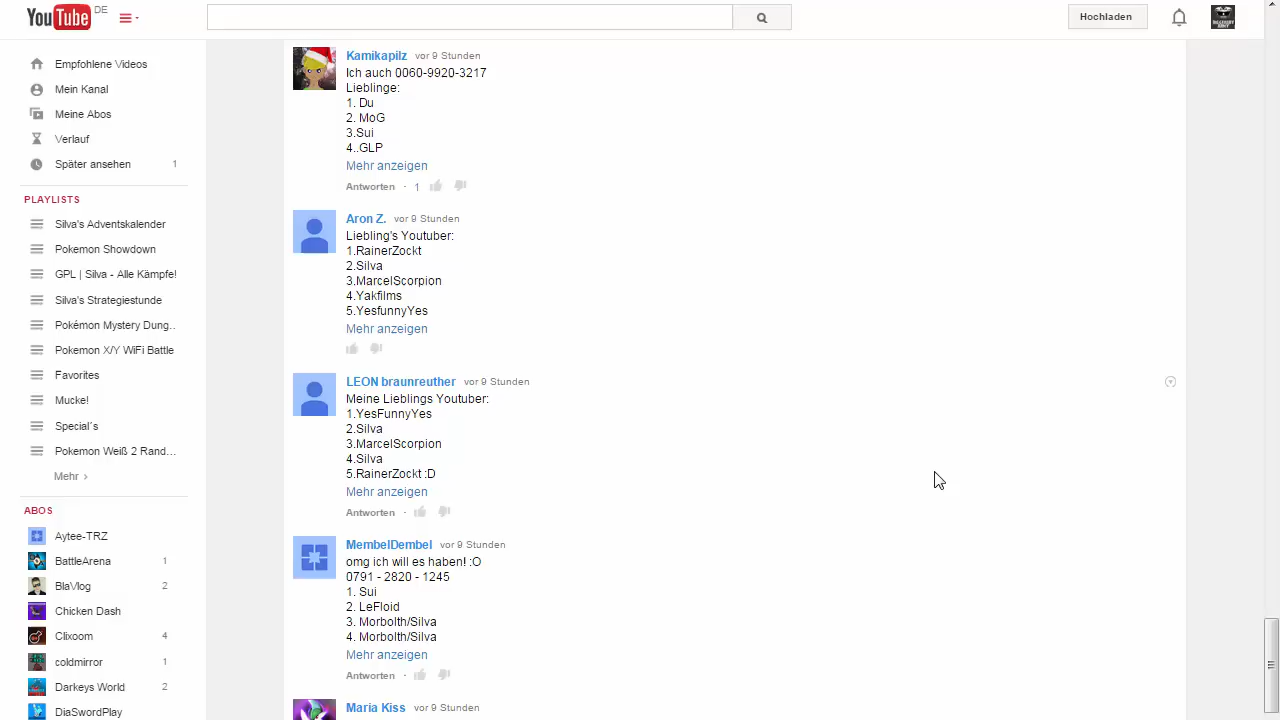 YouTube DE
Hochladen
Empfohlene Videos
Mein Kanal
Meine Abos
Verlauf
Später ansehen 1
PLAYLISTS
Silva's Adventskalender
Pokemon Showdown
GPL | Silva - Alle Kämpfe!
Silva's Strategiestunde
Pokémon Mystery Dung..
Pokemon X/Y WiFi Battle
Favorites
Mucke!
Special´s
Pokemon Weiß 2 Rand...
Mehr ›
ABOS
Aytee-TRZ
BattleArena 1
BlaVlog 2
Chicken Dash
Clixoom 4
coldmirror 1
Darkeys World 2
DiaSwordPlay
Kamikapilz vor 9 Stunden
Ich auch 0060-9920-3217
Lieblinge:
1. Du
2. MoG
3.Sui
4..GLP
Mehr anzeigen
Antworten · 1
Aron Z. vor 9 Stunden
Liebling's Youtuber:
1.RainerZockt
2.Silva
3.MarcelScorpion
4.Yakfilms
5.YesfunnyYes
Mehr anzeigen
LEON braunreuther vor 9 Stunden
Meine Lieblings Youtuber:
1.YesFunnyYes
2.Silva
3.MarcelScorpion
4.Silva
5.RainerZockt :D
Mehr anzeigen
Antworten ·
MembelDembel vor 9 Stunden
omg ich will es haben! :O
0791 - 2820 - 1245
1. Sui
2. LeFloid
3. Morbolth/Silva
4. Morbolth/Silva
Mehr anzeigen
Antworten ·
Maria Kiss vor 9 Stunden